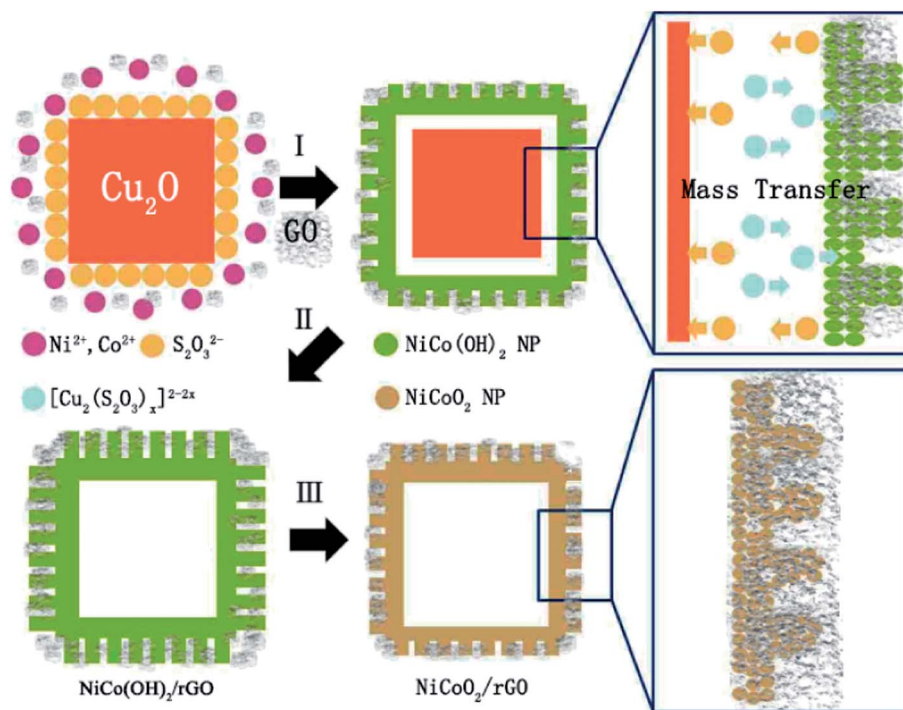 Cu₂O
I
GO
Mass Transfer
II
Ni²⁺, Co²⁺
S₂O₃²⁻
NiCo(OH)₂ NP
[Cu₂(S₂O₃)ₓ]²⁻²ˣ
NiCoO₂ NP
III
NiCo(OH)₂/rGO
NiCoO₂/rGO